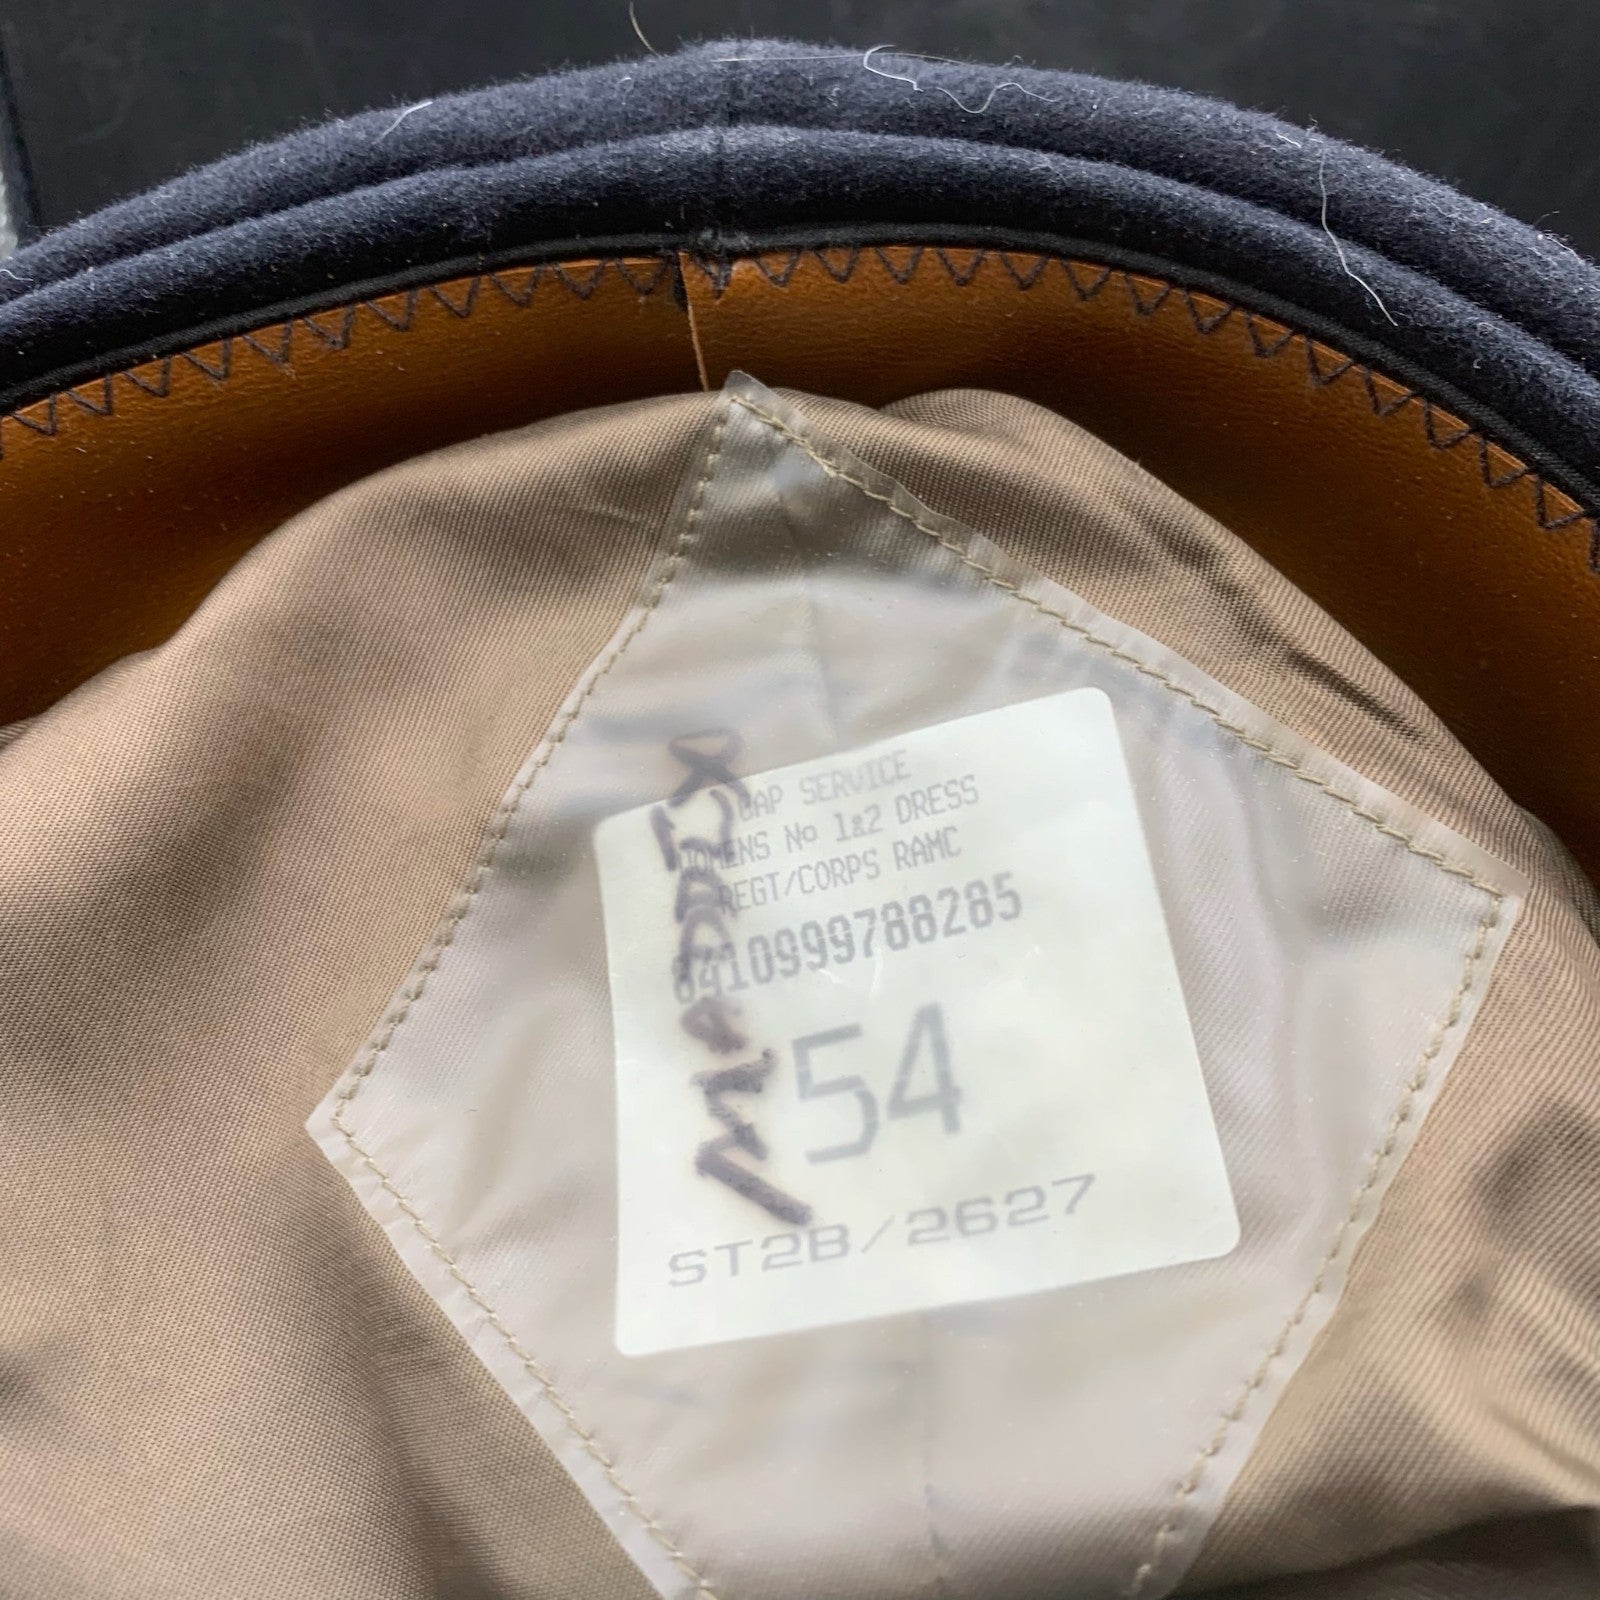 CAP SERVICE
WOMENS No 1&2 DRESS
REGT/CORPS RAMC
8410999788285
54
ST2B/2627